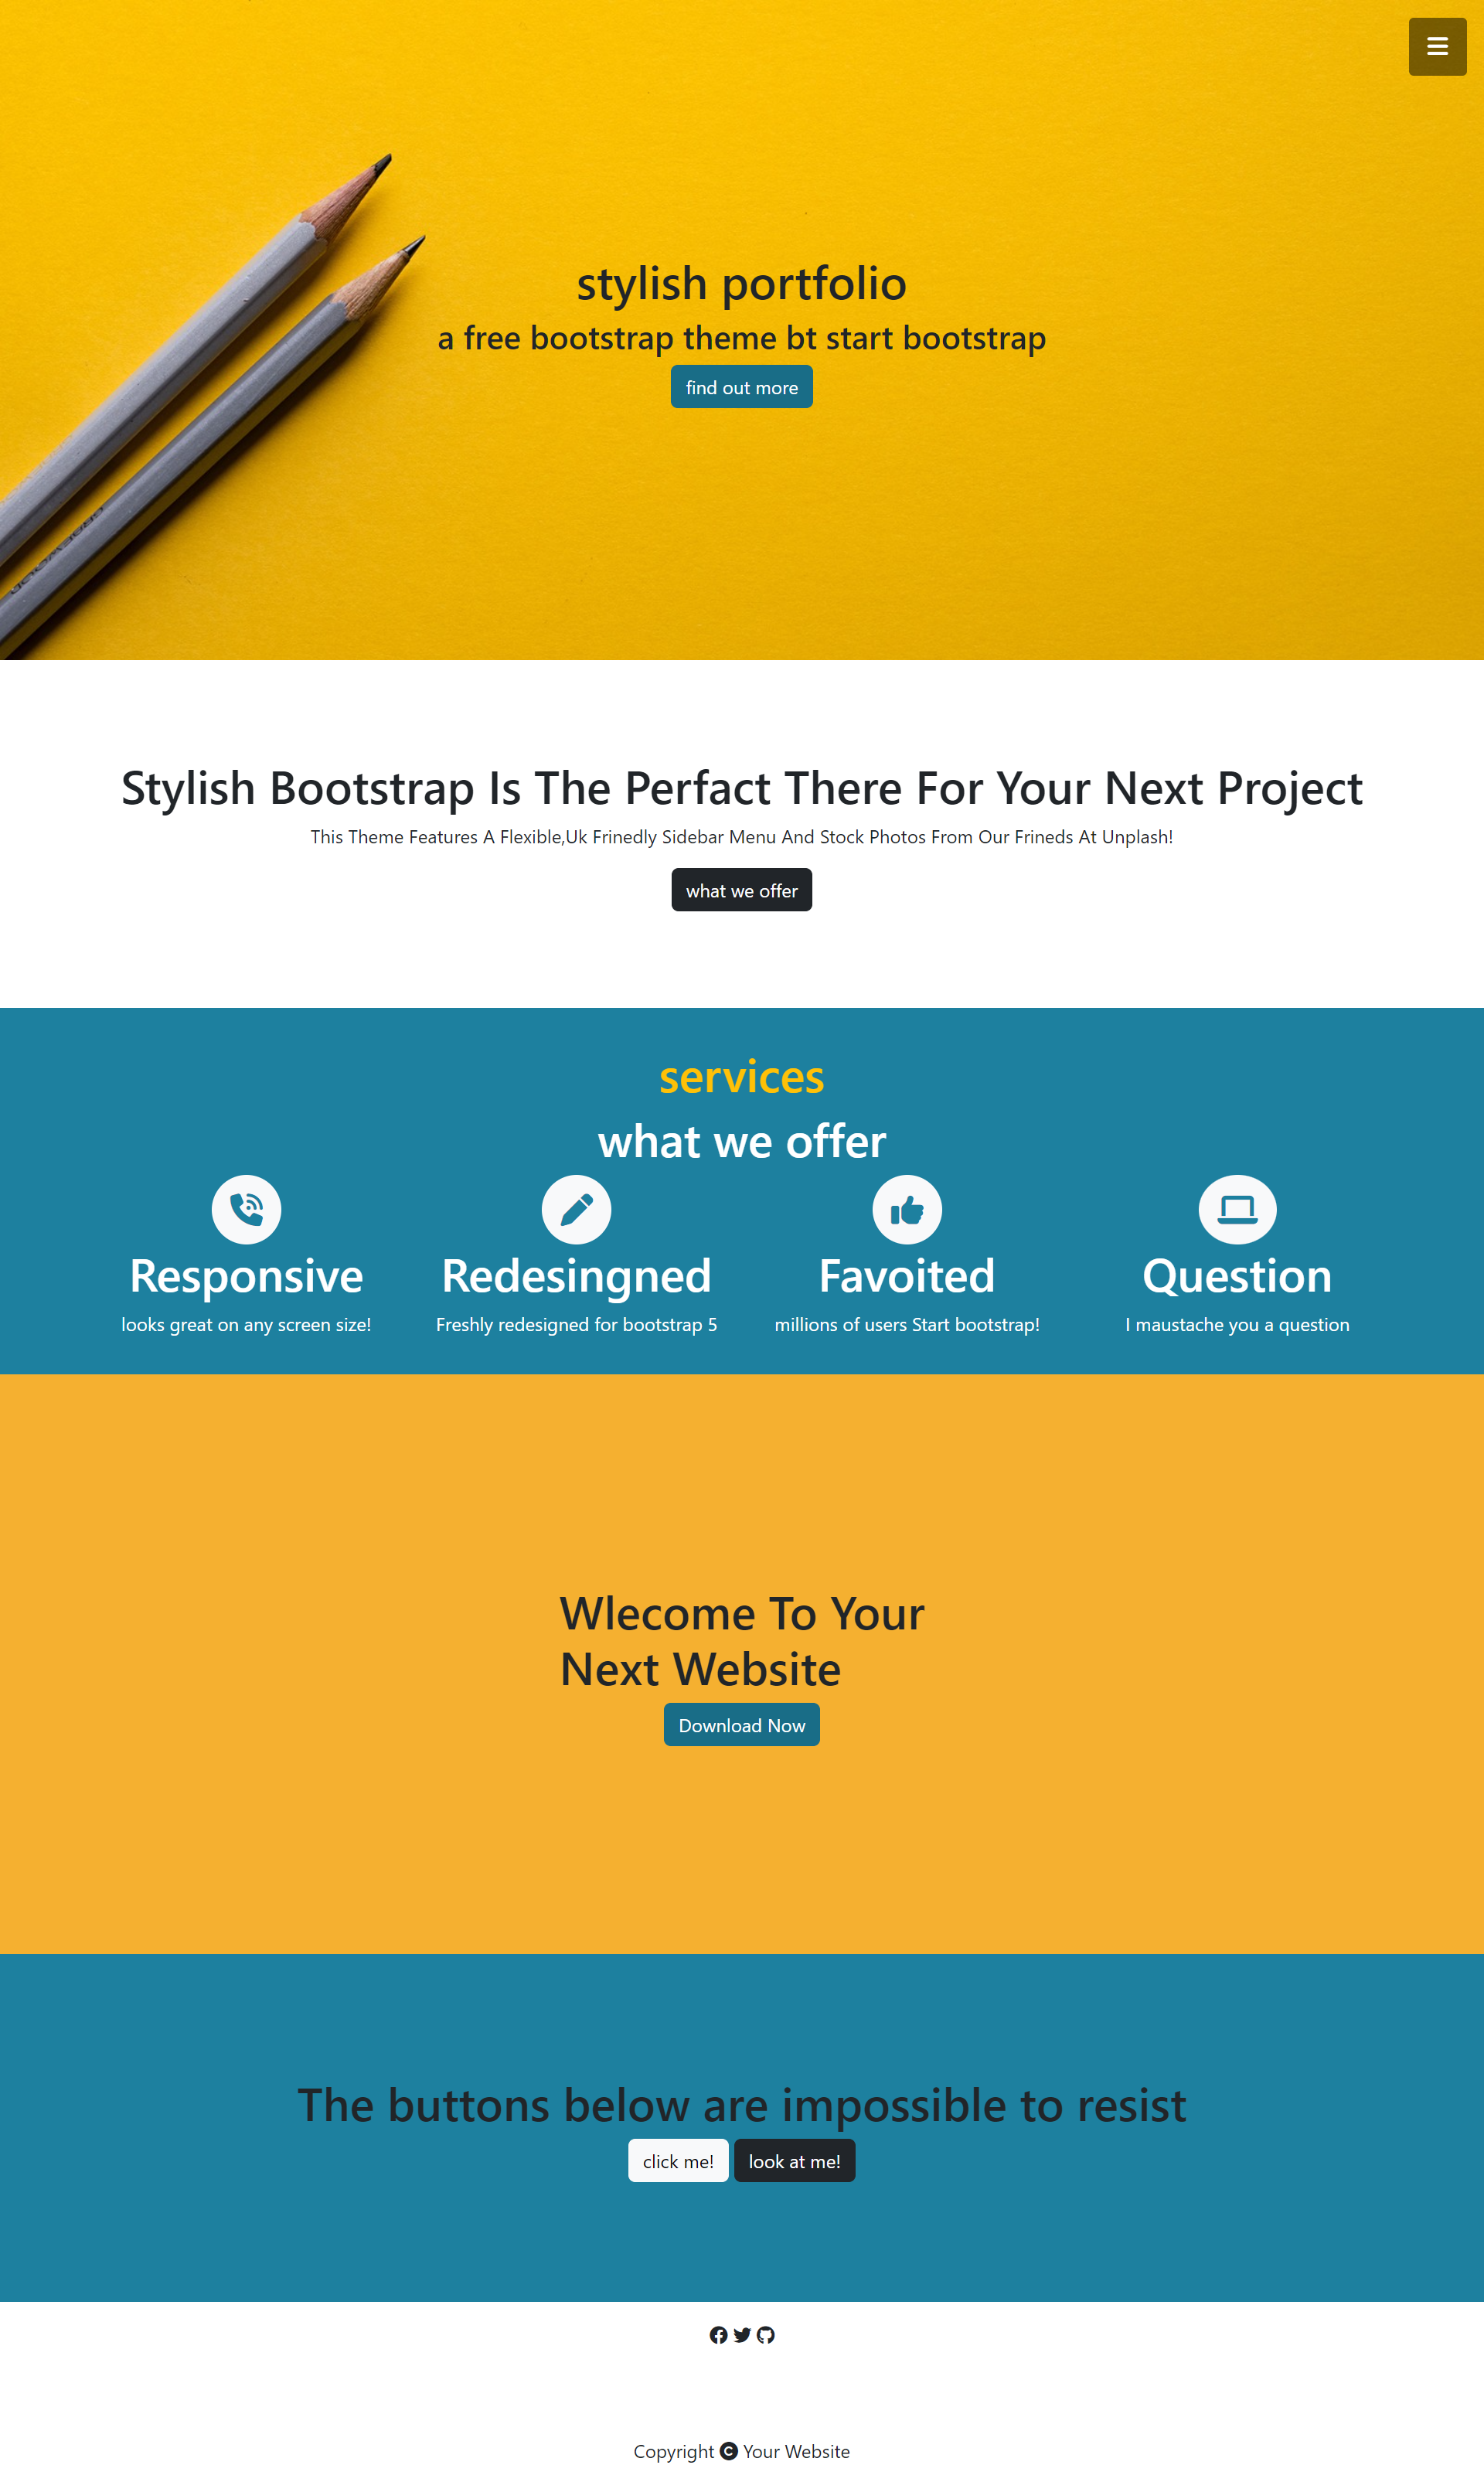 stylish portfolio
a free bootstrap theme bt start bootstrap
find out more
Stylish Bootstrap Is The Perfact There For Your Next Project
This Theme Features A Flexible,Uk Frinedly Sidebar Menu And Stock Photos From Our Frineds At Unplash!
what we offer
services
what we offer
Responsive
looks great on any screen size!
Redesingned
Freshly redesigned for bootstrap 5
Favoited
millions of users Start bootstrap!
Question
I maustache you a question
Wlecome To Your
Next Website
Download Now
The buttons below are impossible to resist
click me! look at me!
Copyright © Your Website